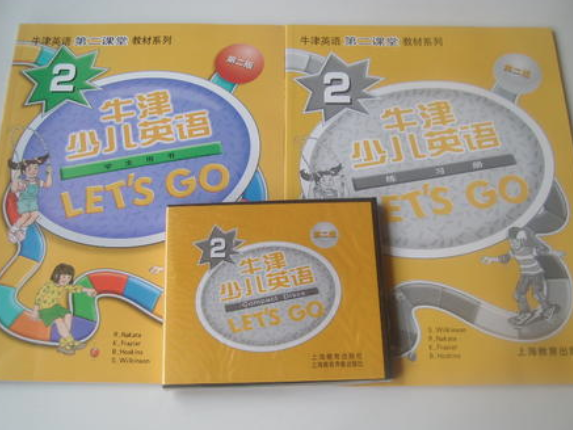 牛津英语 第二课堂 教材系列
2
第二版
牛津
少儿英语
学生用书
LET'S GO
R. Nakata
K. Frazier
B. Hoskins
S. Wilkinson
牛津英语 第二课堂 教材系列
2
第二版
牛津
少儿英语
练习册
LET'S GO
S. Wilkinson
R. Nakata
K. Frazier
B. Hoskins
上海教育出版
2
第二版
牛津
少儿英语
Compact Discs
LET'S GO
上海教育出版社